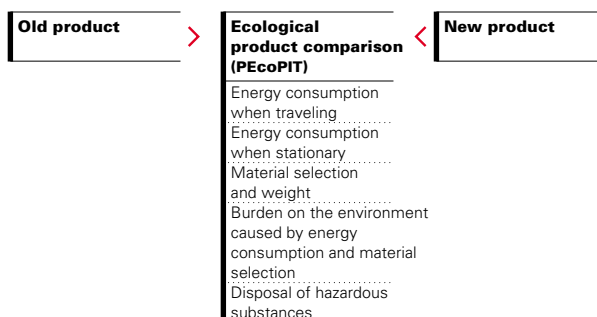 Old product
Ecological
product comparison
(PEcoPIT)
New product
Energy consumption
when traveling
Energy consumption
when stationary
Material selection
and weight
Burden on the environment
caused by energy
consumption and material
selection
Disposal of hazardous
substances